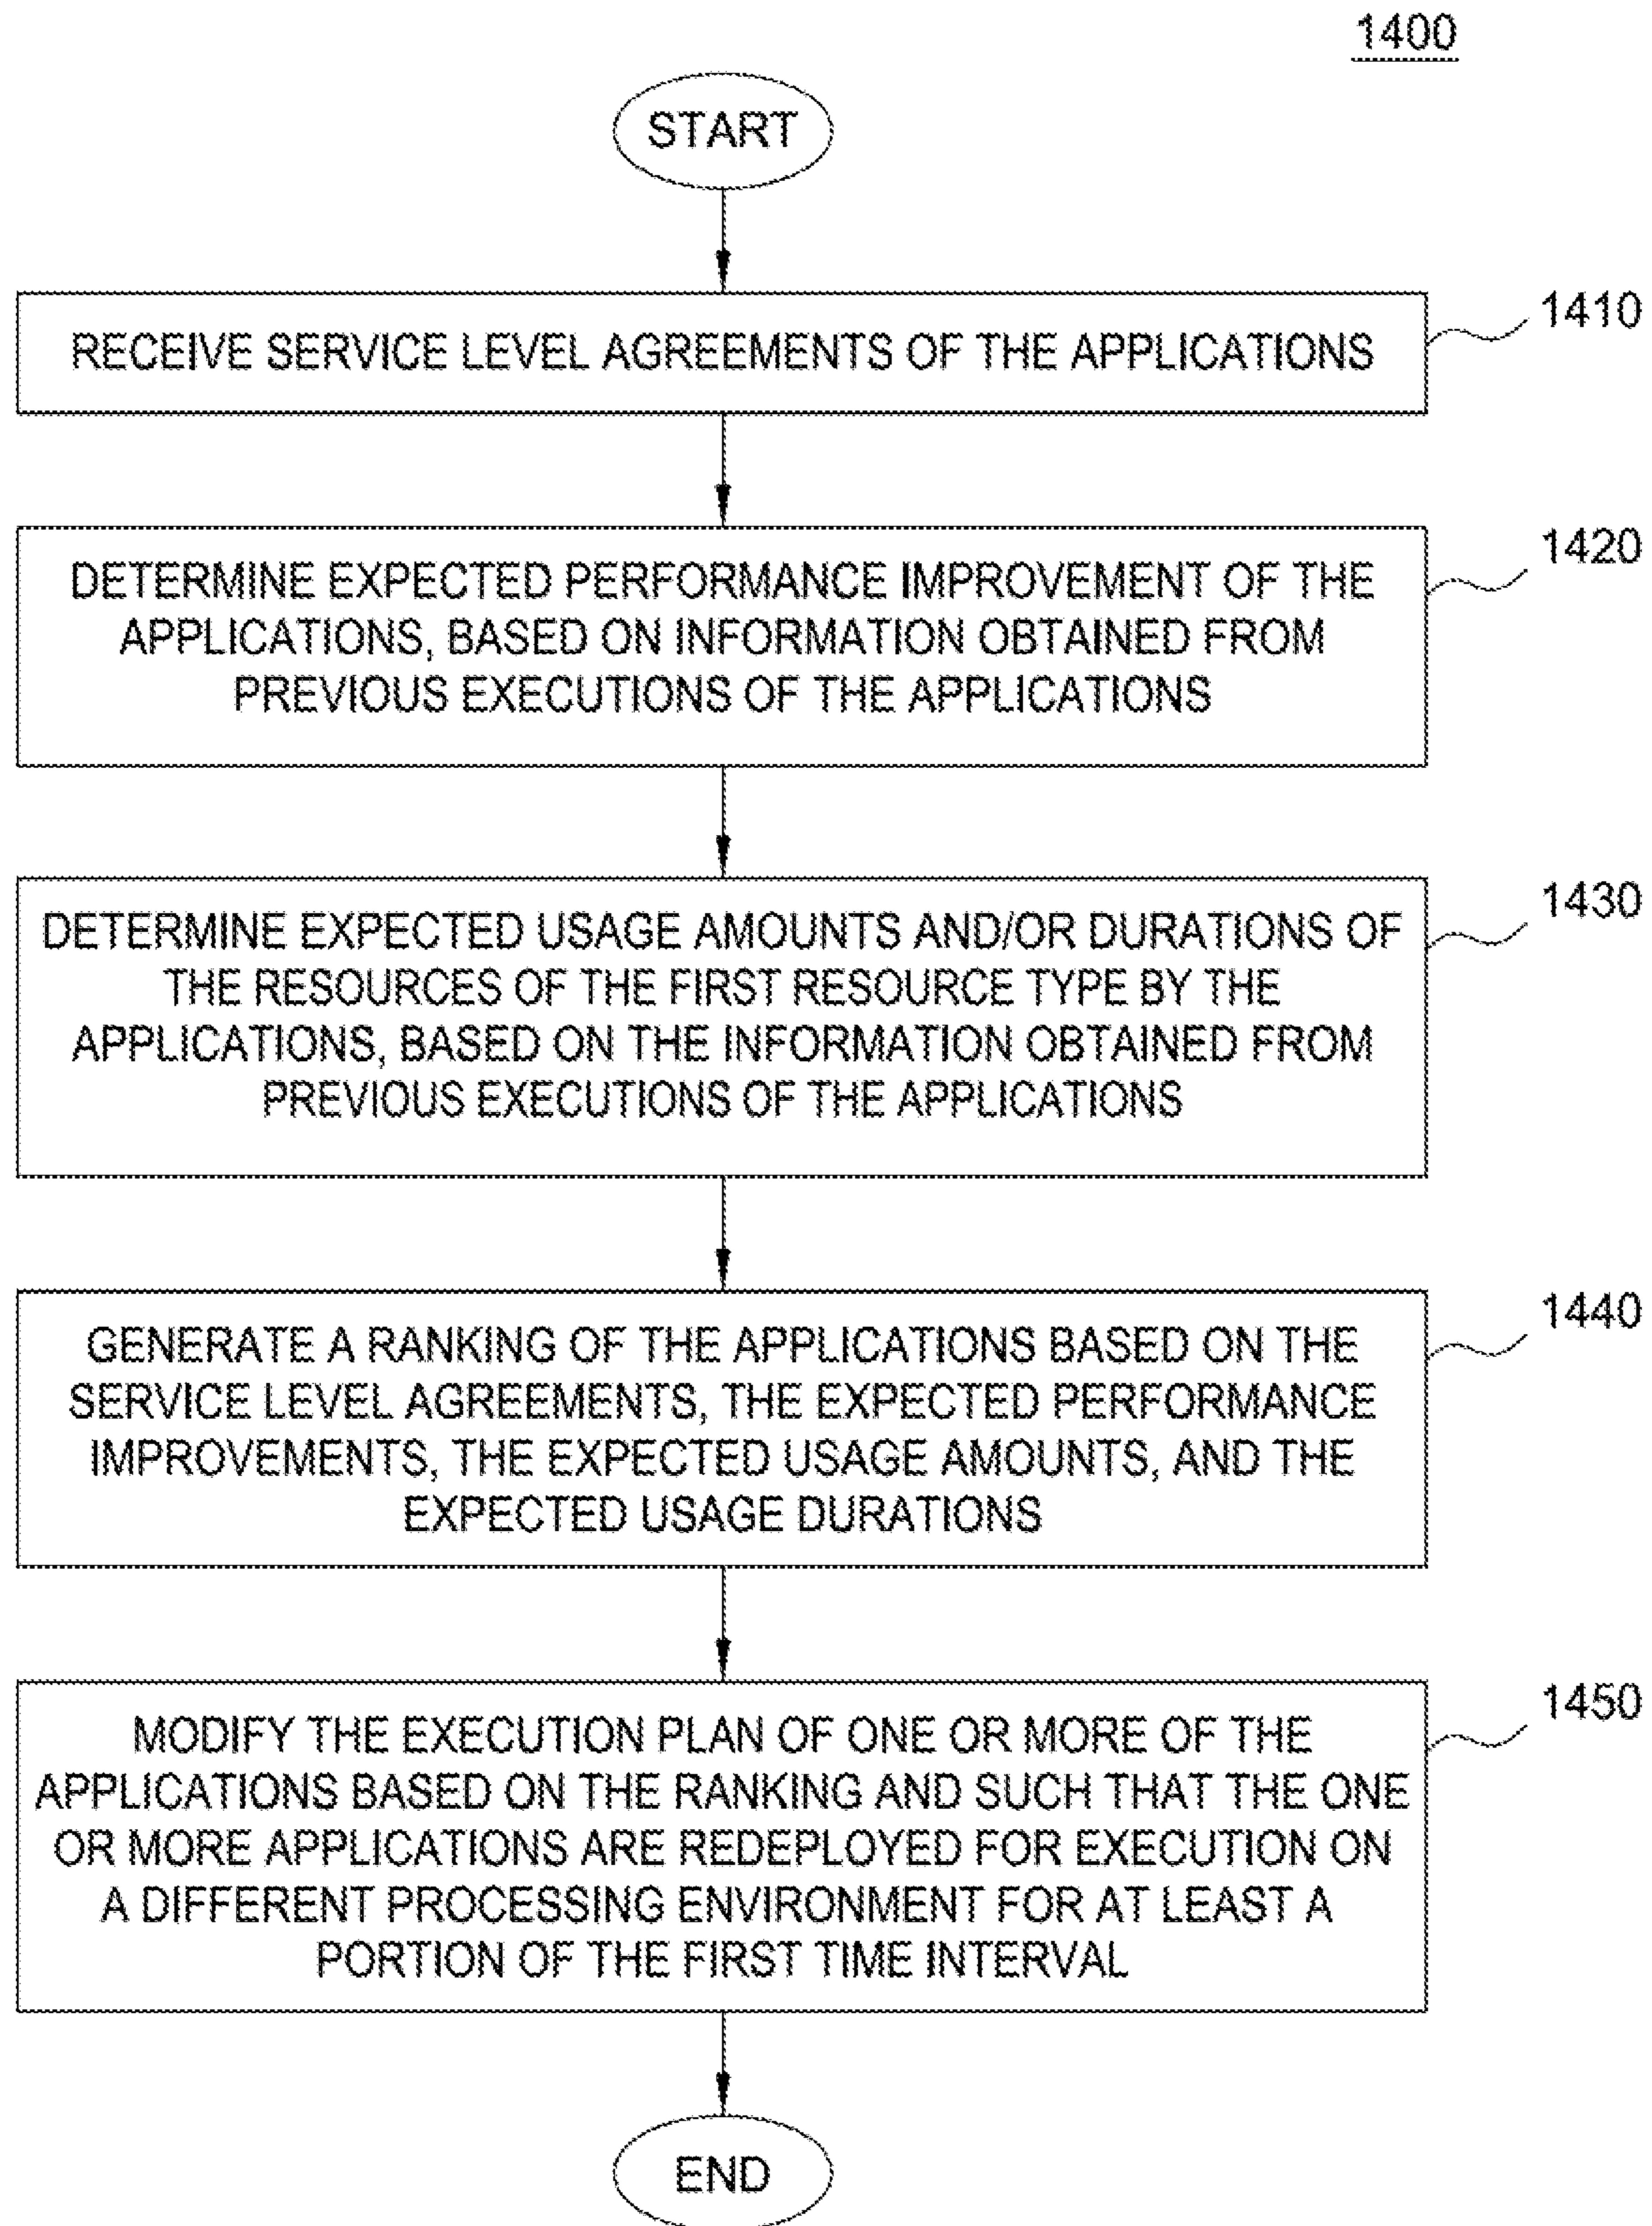 1400
START
RECEIVE SERVICE LEVEL AGREEMENTS OF THE APPLICATIONS
1410
DETERMINE EXPECTED PERFORMANCE IMPROVEMENT OF THE
APPLICATIONS, BASED ON INFORMATION OBTAINED FROM
PREVIOUS EXECUTIONS OF THE APPLICATIONS
1420
DETERMINE EXPECTED USAGE AMOUNTS AND/OR DURATIONS OF
THE RESOURCES OF THE FIRST RESOURCE TYPE BY THE
APPLICATIONS, BASED ON THE INFORMATION OBTAINED FROM
PREVIOUS EXECUTIONS OF THE APPLICATIONS
1430
GENERATE A RANKING OF THE APPLICATIONS BASED ON THE
SERVICE LEVEL AGREEMENTS, THE EXPECTED PERFORMANCE
IMPROVEMENTS, THE EXPECTED USAGE AMOUNTS, AND THE
EXPECTED USAGE DURATIONS
1440
MODIFY THE EXECUTION PLAN OF ONE OR MORE OF THE
APPLICATIONS BASED ON THE RANKING AND SUCH THAT THE ONE
OR MORE APPLICATIONS ARE REDEPLOYED FOR EXECUTION ON
A DIFFERENT PROCESSING ENVIRONMENT FOR AT LEAST A
PORTION OF THE FIRST TIME INTERVAL
1450
END